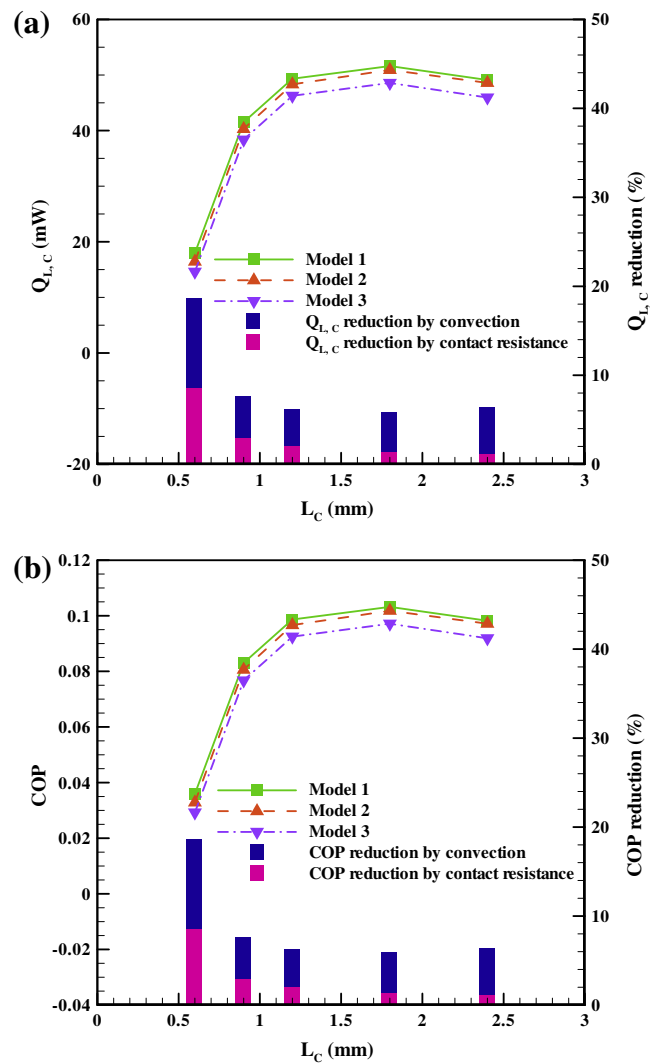 (a)
60
40
20
0
-20
Q_L, C (mW)
50
40
30
20
10
0
Q_L, C reduction (%)
Model 1
Model 2
Model 3
Q_L, C reduction by convection
Q_L, C reduction by contact resistance
0 0.5 1 1.5 2 2.5 3
L_C (mm)
(b)
0.12
0.1
0.08
0.06
0.04
0.02
0
-0.02
-0.04
COP
50
40
30
20
10
0
COP reduction (%)
Model 1
Model 2
Model 3
COP reduction by convection
COP reduction by contact resistance
0 0.5 1 1.5 2 2.5 3
L_C (mm)